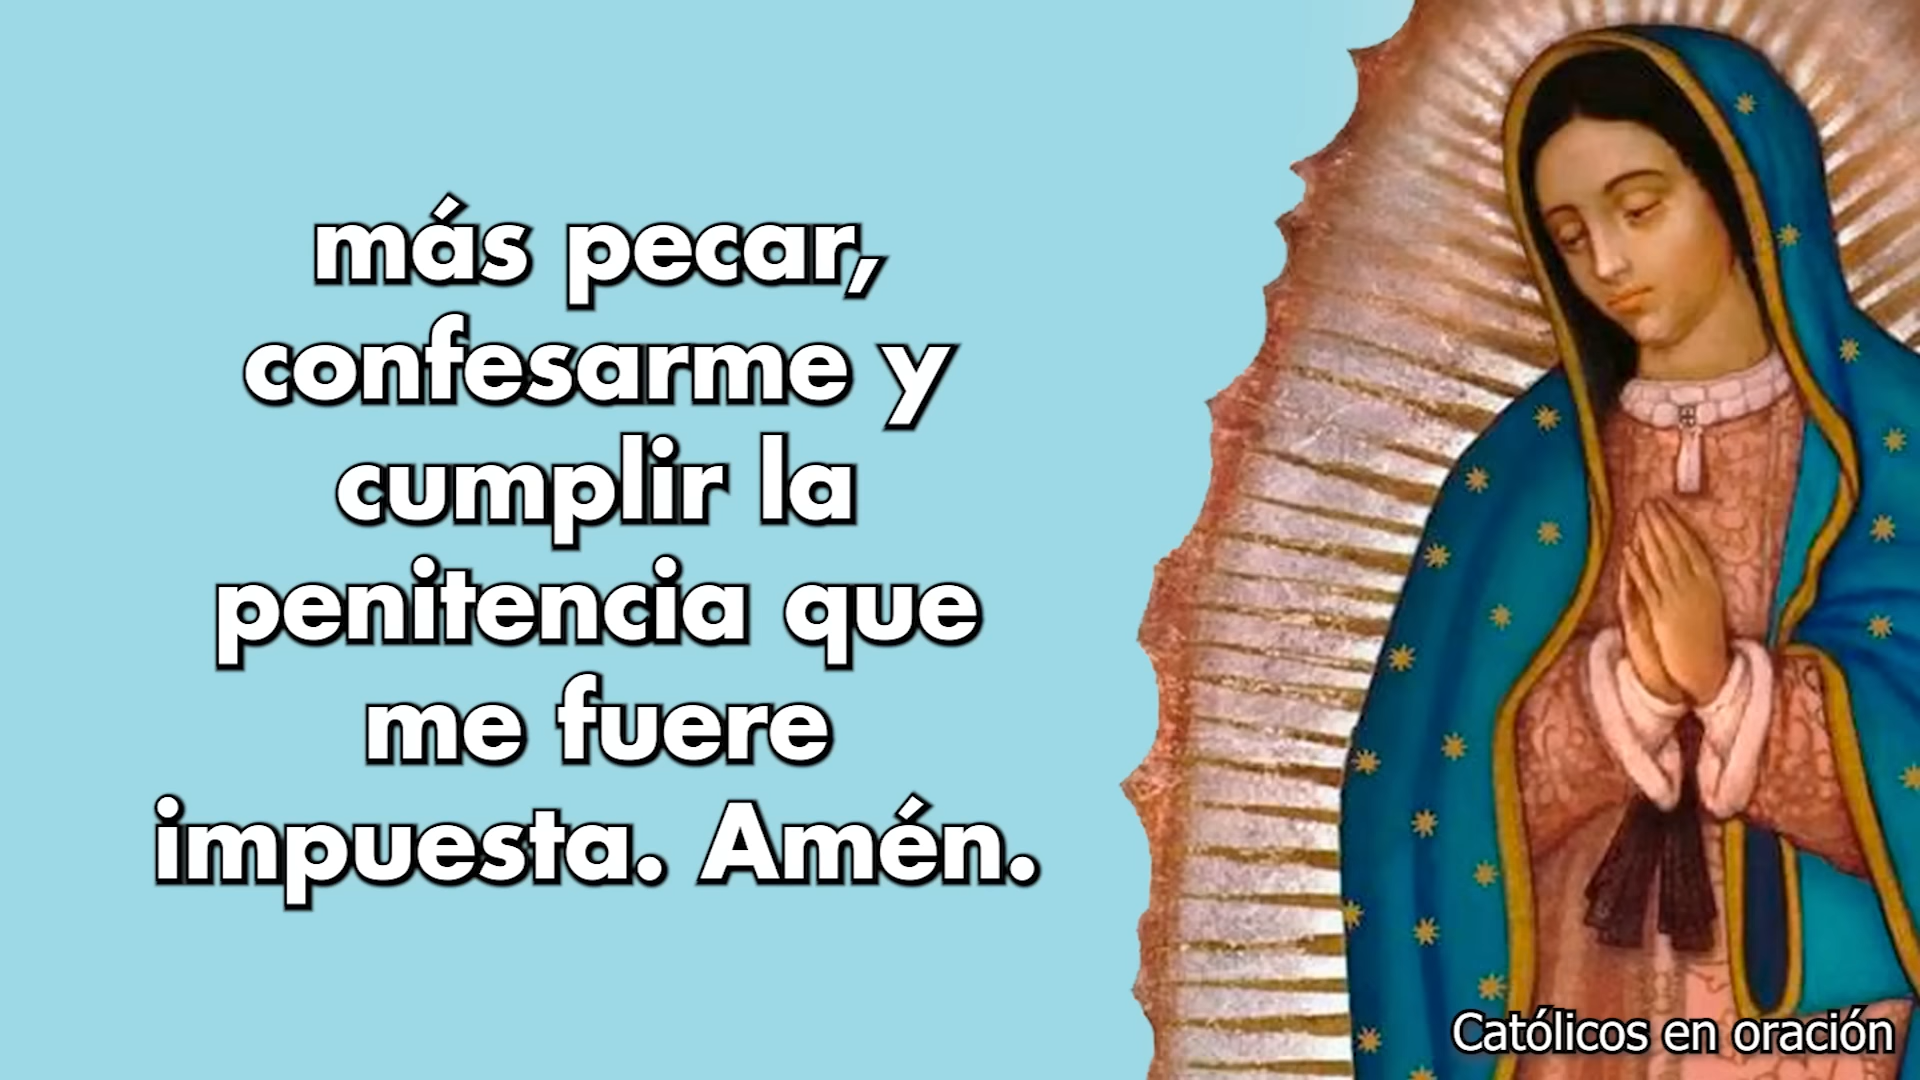 más pecar,
confesarme y
cumplir la
penitencia que
me fuere
impuesta. Amén.
Católicos en oración